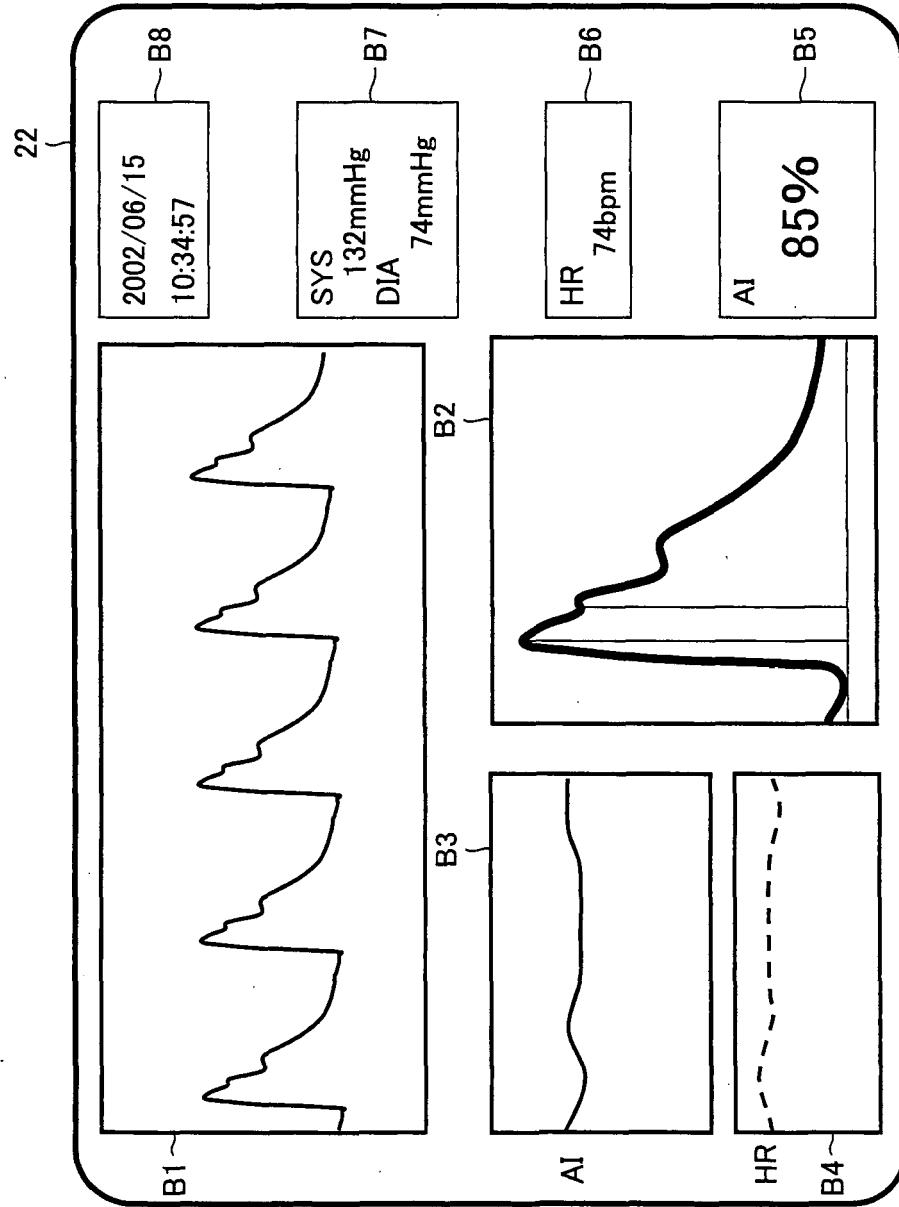 22
B1
B8
2002/06/15
10:34:57
B7
SYS
132mmHg
DIA
74mmHg
B3
B2
B6
HR
74bpm
AI
B5
AI
85%
HR
B4